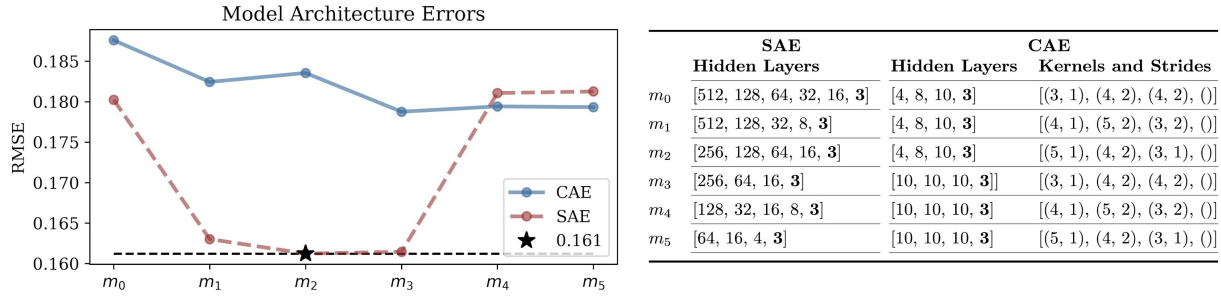 Model Architecture Errors
RMSE
0.185
0.180
0.175
0.170
0.165
0.160
m₀ m₁ m₂ m₃ m₄ m₅
CAE
SAE
0.161
SAE CAE
Hidden Layers Hidden Layers Kernels and Strides
m₀ [512, 128, 64, 32, 16, 3] [4, 8, 10, 3] [(3, 1), (4, 2), (4, 2), ()]
m₁ [512, 128, 32, 8, 3] [4, 8, 10, 3] [(4, 1), (5, 2), (3, 2), ()]
m₂ [256, 128, 64, 16, 3] [4, 8, 10, 3] [(5, 1), (4, 2), (3, 1), ()]
m₃ [256, 64, 16, 3] [10, 10, 10, 3]] [(3, 1), (4, 2), (4, 2), ()]
m₄ [128, 32, 16, 8, 3] [10, 10, 10, 3] [(4, 1), (5, 2), (3, 2), ()]
m₅ [64, 16, 4, 3] [10, 10, 10, 3] [(5, 1), (4, 2), (3, 1), ()]